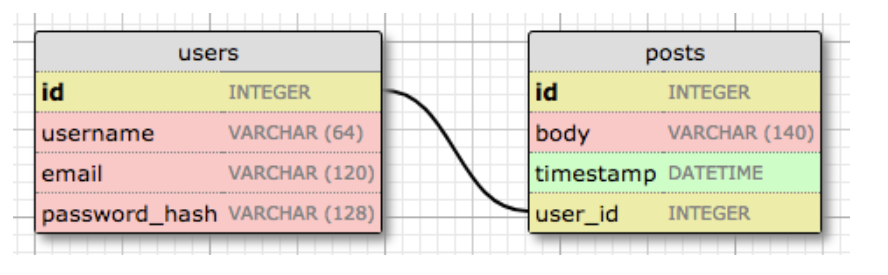 users
id INTEGER
username VARCHAR (64)
email VARCHAR (120)
password_hash VARCHAR (128)
posts
id INTEGER
body VARCHAR (140)
timestamp DATETIME
user_id INTEGER